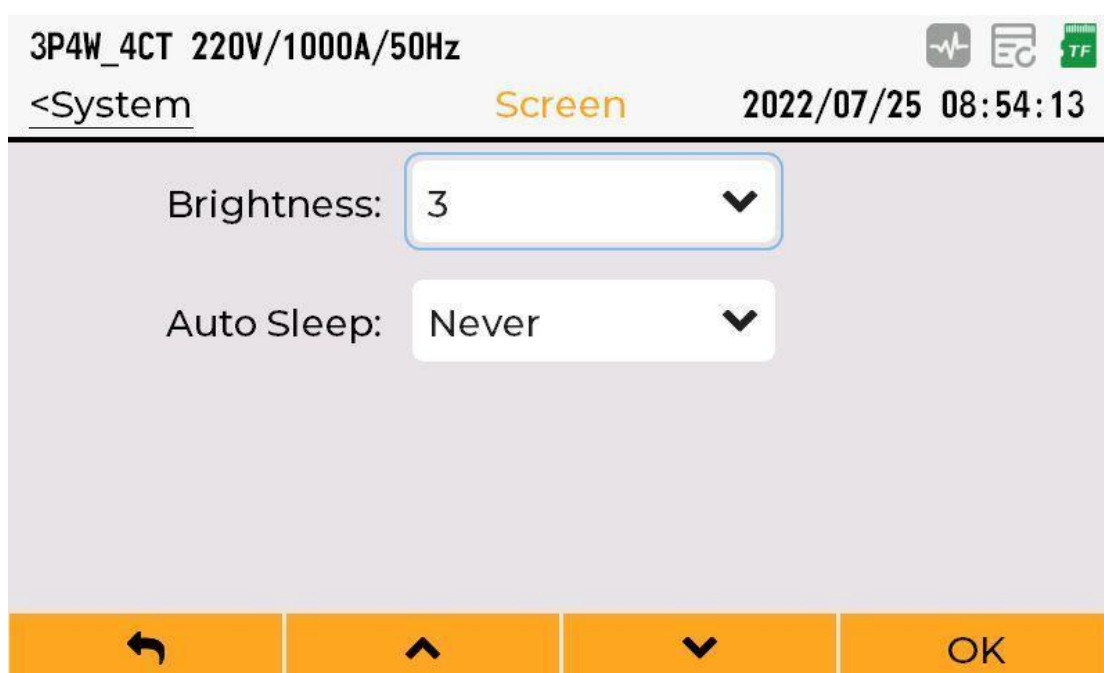 3P4W_4CT 220V/1000A/50Hz
TF
<System Screen 2022/07/25 08:54:13
Brightness: 3
Auto Sleep: Never
OK